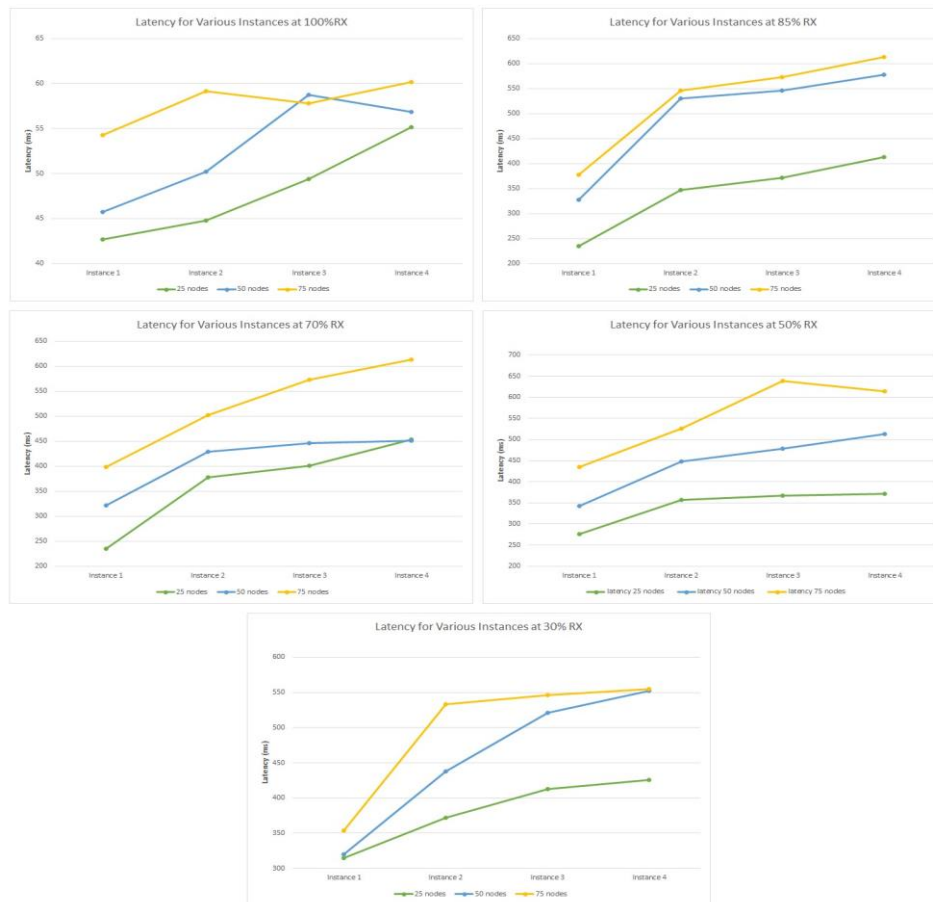 Latency for Various Instances at 100%RX
65
60
55
50
45
40
Latency (ms)
Instance 1 Instance 2 Instance 3 Instance 4
25 nodes 50 nodes 75 nodes
Latency for Various Instances at 85% RX
650
600
550
500
450
400
350
300
250
200
Latency (ms)
Instance 1 Instance 2 Instance 3 Instance 4
25 nodes 50 nodes 75 nodes
Latency for Various Instances at 70% RX
650
600
550
500
450
400
350
300
250
200
Latency (ms)
Instance 1 Instance 2 Instance 3 Instance 4
25 nodes 50 nodes 75 nodes
Latency for Various Instances at 50% RX
700
650
600
550
500
450
400
350
300
250
200
Latency (ms)
Instance 1 Instance 2 Instance 3 Instance 4
latency 25 nodes latency 50 nodes latency 75 nodes
Latency for Various Instances at 30% RX
600
550
500
450
400
350
300
Latency (ms)
Instance 1 Instance 2 Instance 3 Instance 4
25 nodes 50 nodes 75 nodes